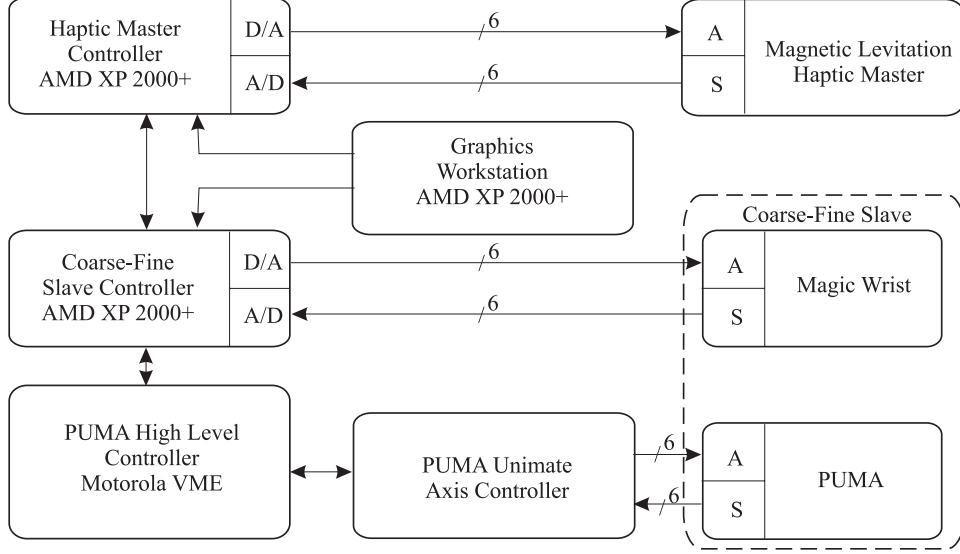 Haptic Master
Controller
AMD XP 2000+
D/A
A/D
6
6
A
S
Magnetic Levitation
Haptic Master
Graphics
Workstation
AMD XP 2000+
Coarse-Fine Slave
Coarse-Fine
Slave Controller
AMD XP 2000+
D/A
A/D
6
6
A
S
Magic Wrist
PUMA High Level
Controller
Motorola VME
PUMA Unimate
Axis Controller
6
6
A
S
PUMA